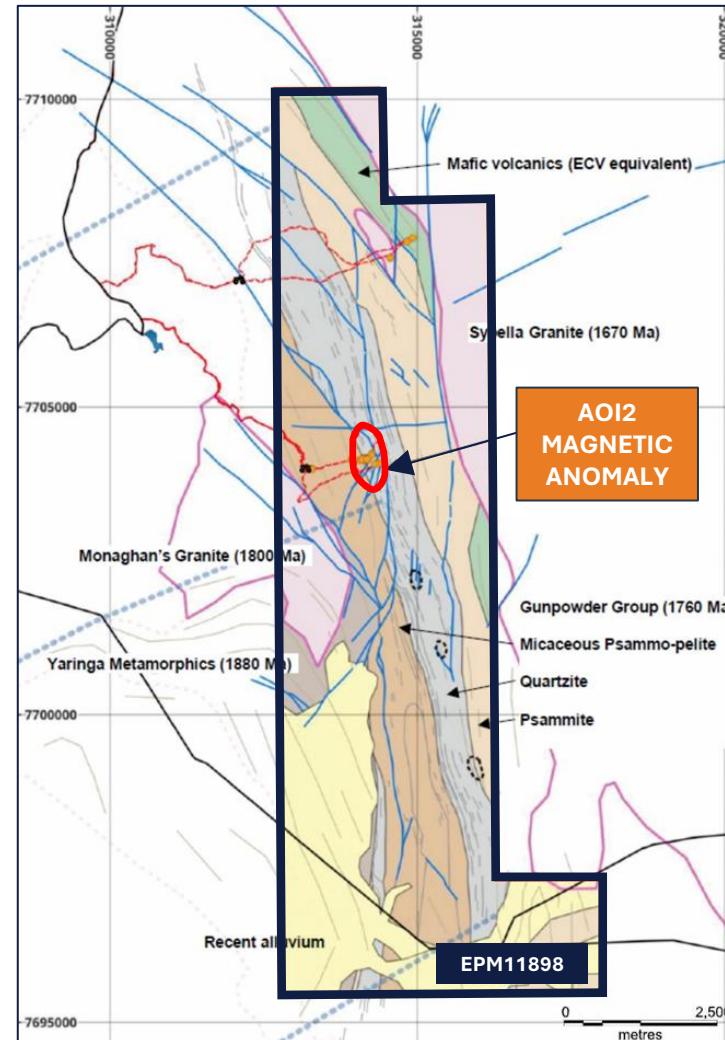 310000
315000
7710000
Mafic volcanics (ECV equivalent)
Sybella Granite (1670 Ma)
7705000
AOI2
MAGNETIC
ANOMALY
Monaghan's Granite (1800 Ma)
Gunpowder Group (1760 Ma
Micaceous Psammo-pelite
Yaringa Metamorphics (1880 Ma)
Quartzite
7700000
Psammite
Recent alluvium
EPM11898
0 2,500
metres
7695000